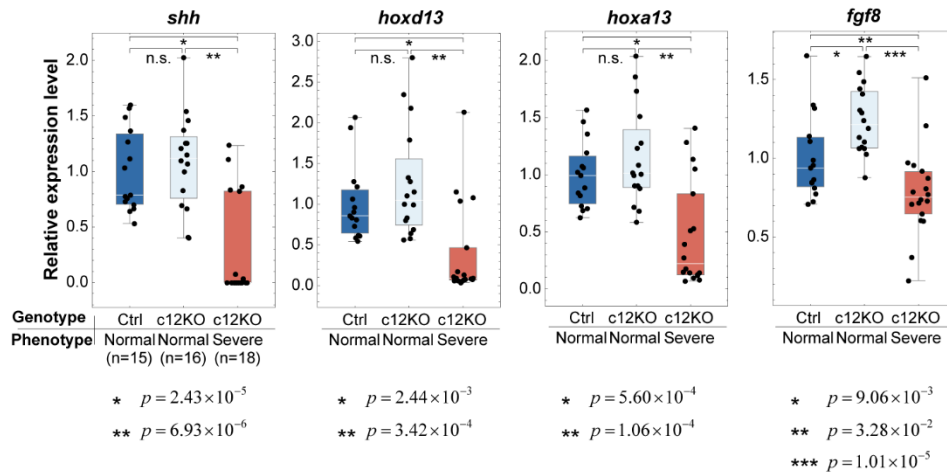 shh hoxd13 hoxa13 fgf8
* * * **
n.s. ** n.s. ** n.s. ** * ***
Relative expression level
2.0
1.5
1.0
0.5
0.0
3.0
2.5
2.0
1.5
1.0
0.5
0.0
2.0
1.5
1.0
0.5
0.0
1.5
1.0
0.5
Genotype Ctrl c12KO c12KO Ctrl c12KO c12KO Ctrl c12KO c12KO Ctrl c12KO c12KO
Phenotype Normal Normal Severe Normal Normal Severe Normal Normal Severe Normal Normal Severe
(n=15) (n=16) (n=18)
* p = 2.43×10⁻⁵ * p = 2.44×10⁻³ * p = 5.60×10⁻⁴ * p = 9.06×10⁻³
** p = 6.93×10⁻⁶ ** p = 3.42×10⁻⁴ ** p = 1.06×10⁻⁴ ** p = 3.28×10⁻²
*** p = 1.01×10⁻⁵